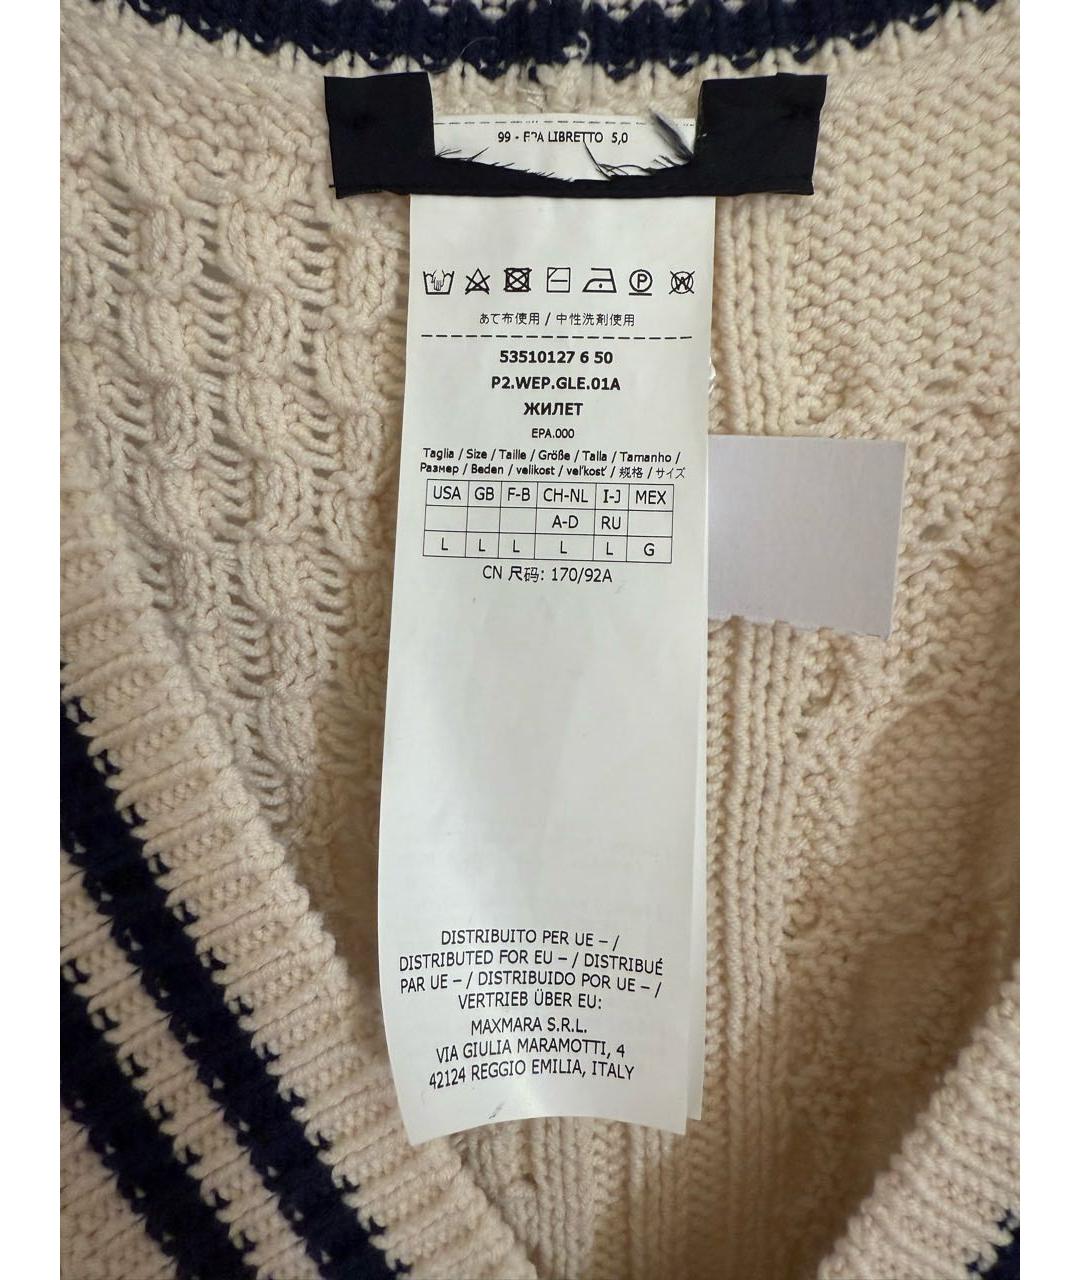 99 - EPA LIBRETTO 5,0
P
W
あて布使用 / 中性洗剤使用
53510127 6 50
P2.WEP.GLE.01A
ЖИЛЕТ
EPA.000
Taglia / Size / Taille / Größe / Talla / Tamanho /
Размер / Beden / velikost / veľkosť / 规格 / サイズ
USA GB F-B CH-NL I-J MEX
A-D RU
L L L L L G
CN 尺码: 170/92A
DISTRIBUITO PER UE – /
DISTRIBUTED FOR EU – / DISTRIBUÉ
PAR UE – / DISTRIBUIDO POR UE – /
VERTRIEB ÜBER EU:
MAXMARA S.R.L.
VIA GIULIA MARAMOTTI, 4
42124 REGGIO EMILIA, ITALY